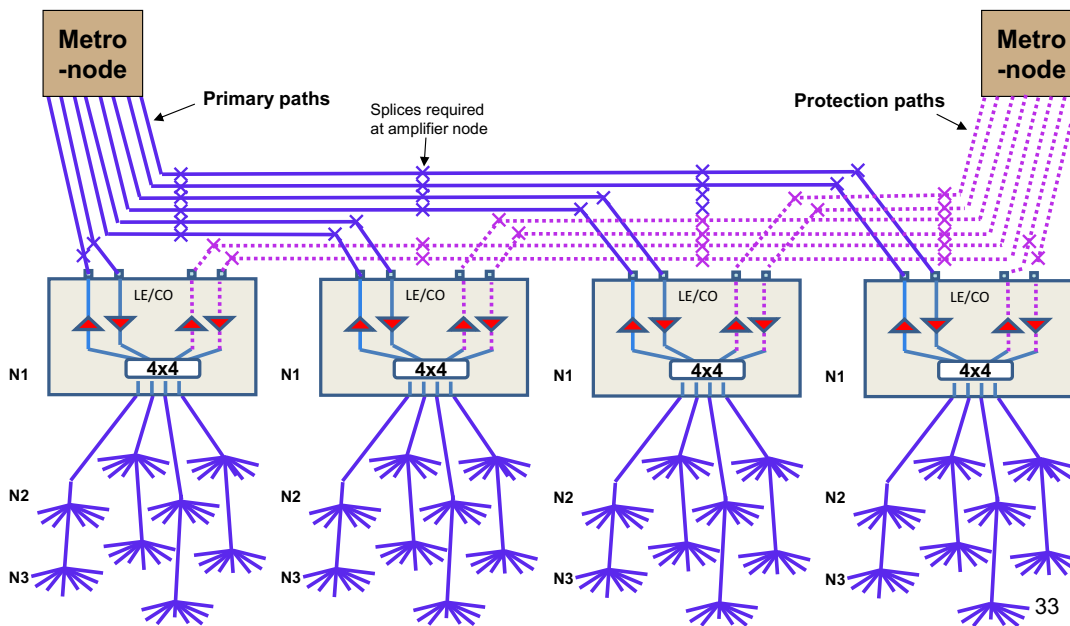 Metro
-node
Metro
-node
Primary paths
Splices required
at amplifier node
Protection paths
LE/CO
LE/CO
LE/CO
LE/CO
N1
4x4
N1
4x4
N1
4x4
N1
4x4
N2
N2
N2
N2
N3
N3
N3
N3
33